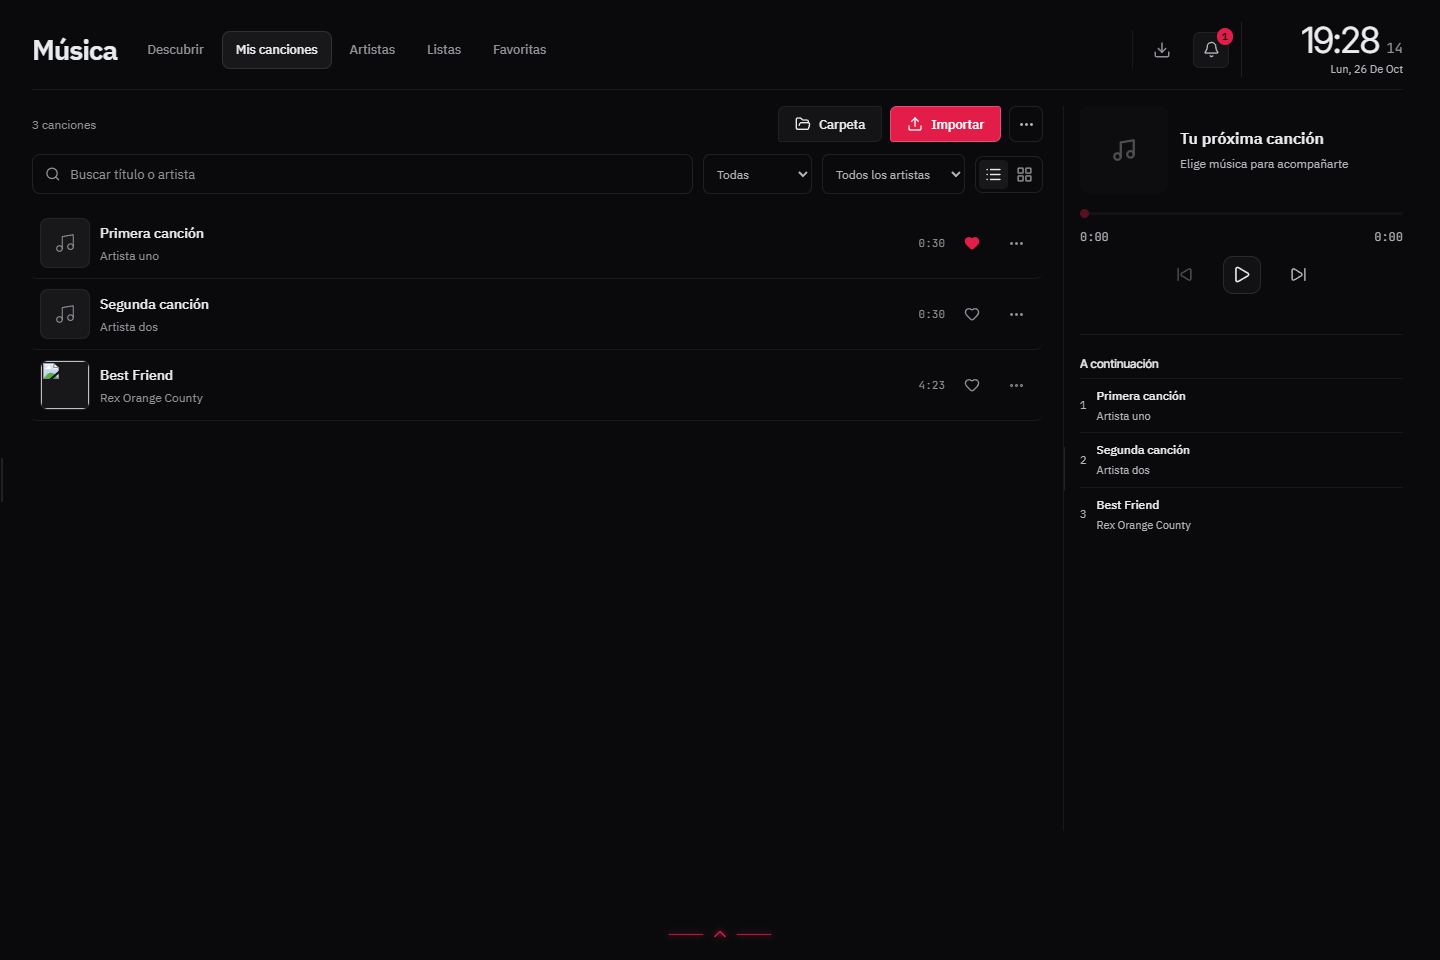 Música
Descubrir
Mis canciones
Artistas
Listas
Favoritas
1
19:28 14
Lun, 26 De Oct
3 canciones
Carpeta
Importar
Buscar título o artista
Todas
Todos los artistas
Primera canción
Artista uno
0:30
Segunda canción
Artista dos
0:30
Best Friend
Rex Orange County
4:23
Tu próxima canción
Elige música para acompañarte
0:00
0:00
A continuación
1
Primera canción
Artista uno
2
Segunda canción
Artista dos
3
Best Friend
Rex Orange County